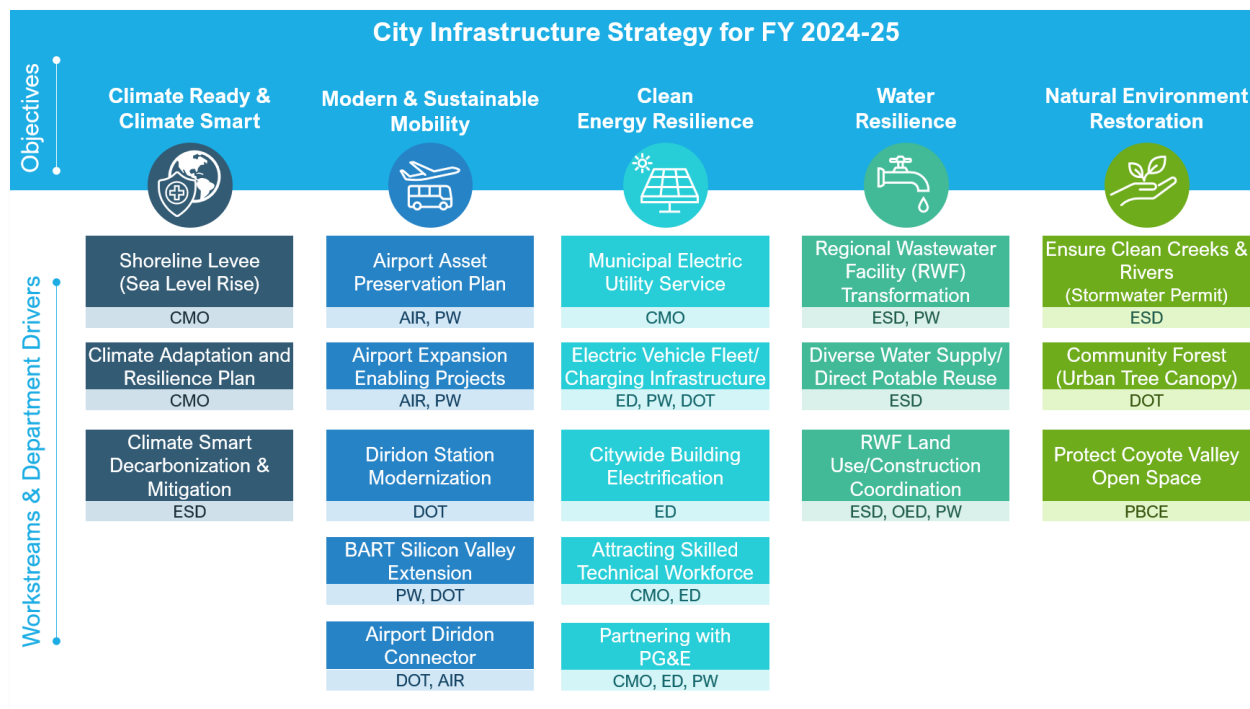 City Infrastructure Strategy for FY 2024-25
Objectives
Climate Ready &
Climate Smart
Modern & Sustainable
Mobility
Clean
Energy Resilience
Water
Resilience
Natural Environment
Restoration
Workstreams & Department Drivers
Shoreline Levee
(Sea Level Rise)
CMO
Climate Adaptation and
Resilience Plan
CMO
Climate Smart
Decarbonization &
Mitigation
ESD
Airport Asset
Preservation Plan
AIR, PW
Airport Expansion
Enabling Projects
AIR, PW
Diridon Station
Modernization
DOT
BART Silicon Valley
Extension
PW, DOT
Airport Diridon
Connector
DOT, AIR
Municipal Electric
Utility Service
CMO
Electric Vehicle Fleet/
Charging Infrastructure
ED, PW, DOT
Citywide Building
Electrification
ED
Attracting Skilled
Technical Workforce
CMO, ED
Partnering with
PG&E
CMO, ED, PW
Regional Wastewater
Facility (RWF)
Transformation
ESD, PW
Diverse Water Supply/
Direct Potable Reuse
ESD
RWF Land
Use/Construction
Coordination
ESD, OED, PW
Ensure Clean Creeks &
Rivers
(Stormwater Permit)
ESD
Community Forest
(Urban Tree Canopy)
DOT
Protect Coyote Valley
Open Space
PBCE